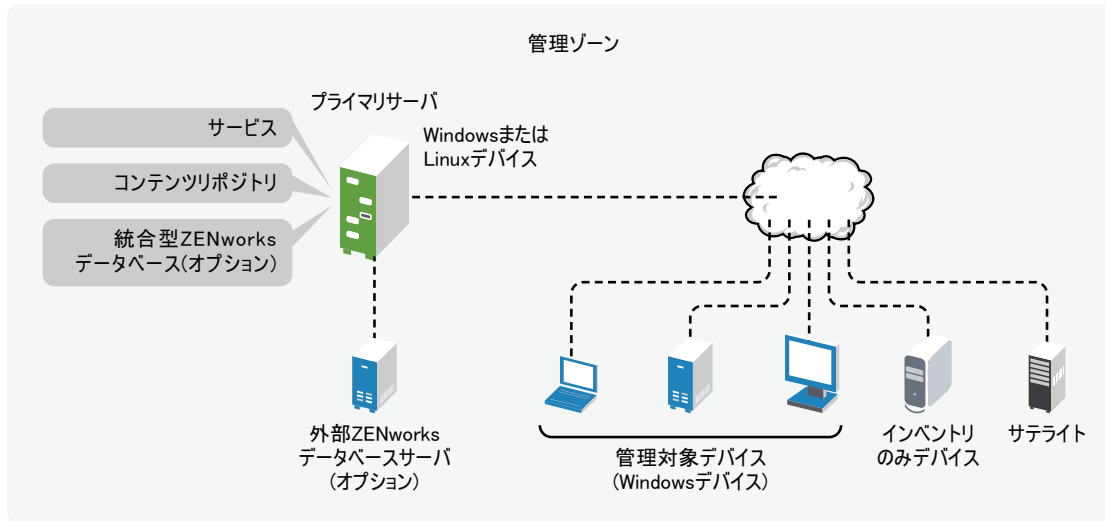 管理ゾーン
プライマリサーバ
サービス
コンテンツリポジトリ
統合型ZENworks
データベース(オプション)
Windowsまたは
Linuxデバイス
外部ZENworks
データベースサーバ
(オプション)
管理対象デバイス
(Windowsデバイス)
インベントリ
のみデバイス
サテライト